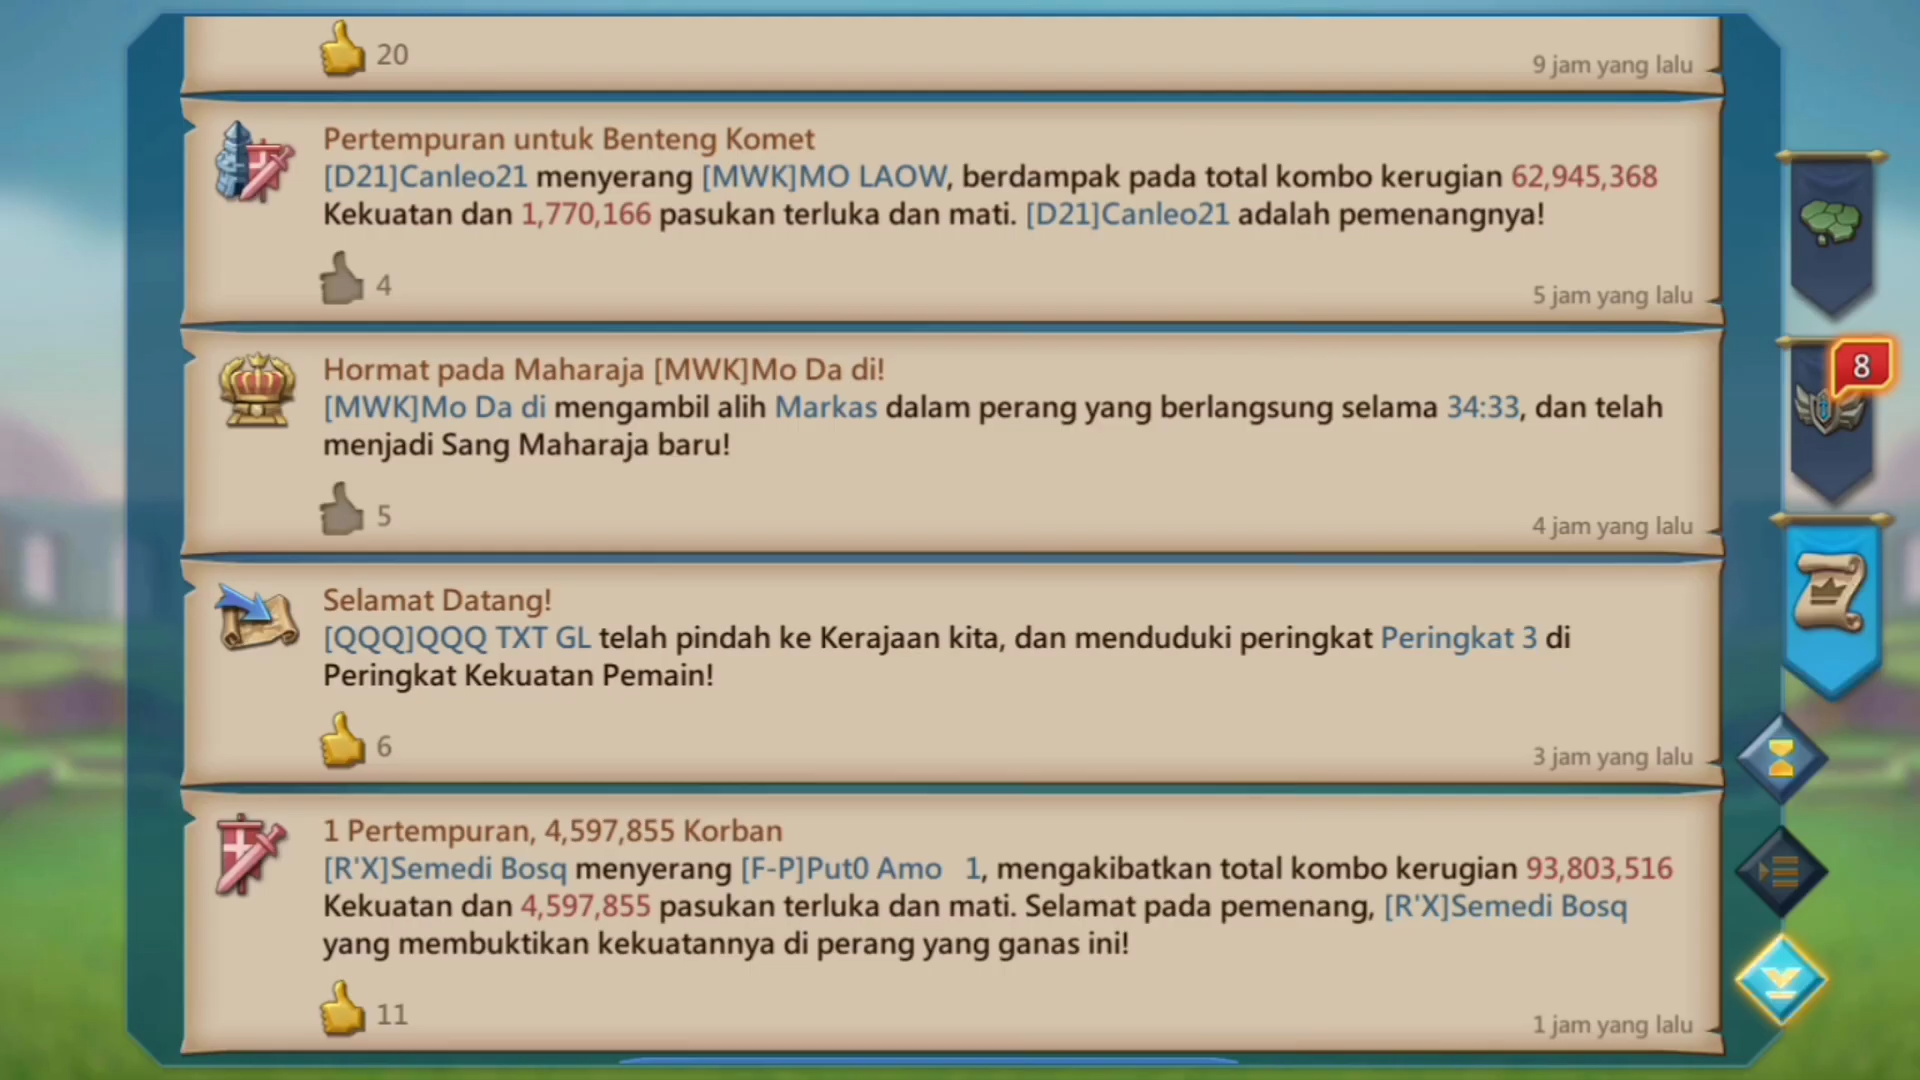 20
9 jam yang lalu
Pertempuran untuk Benteng Komet
[D21]Canleo21 menyerang [MWK]MO LAOW, berdampak pada total kombo kerugian 62,945,368
Kekuatan dan 1,770,166 pasukan terluka dan mati. [D21]Canleo21 adalah pemenangnya!
4
5 jam yang lalu
Hormat pada Maharaja [MWK]Mo Da di!
[MWK]Mo Da di mengambil alih Markas dalam perang yang berlangsung selama 34:33, dan telah
menjadi Sang Maharaja baru!
5
4 jam yang lalu
8
Selamat Datang!
[QQQ]QQQ TXT GL telah pindah ke Kerajaan kita, dan menduduki peringkat Peringkat 3 di
Peringkat Kekuatan Pemain!
6
3 jam yang lalu
1 Pertempuran, 4,597,855 Korban
[R'X]Semedi Bosq menyerang [F-P]Put0 Amo   1, mengakibatkan total kombo kerugian 93,803,516
Kekuatan dan 4,597,855 pasukan terluka dan mati. Selamat pada pemenang, [R'X]Semedi Bosq
yang membuktikan kekuatannya di perang yang ganas ini!
11
1 jam yang lalu